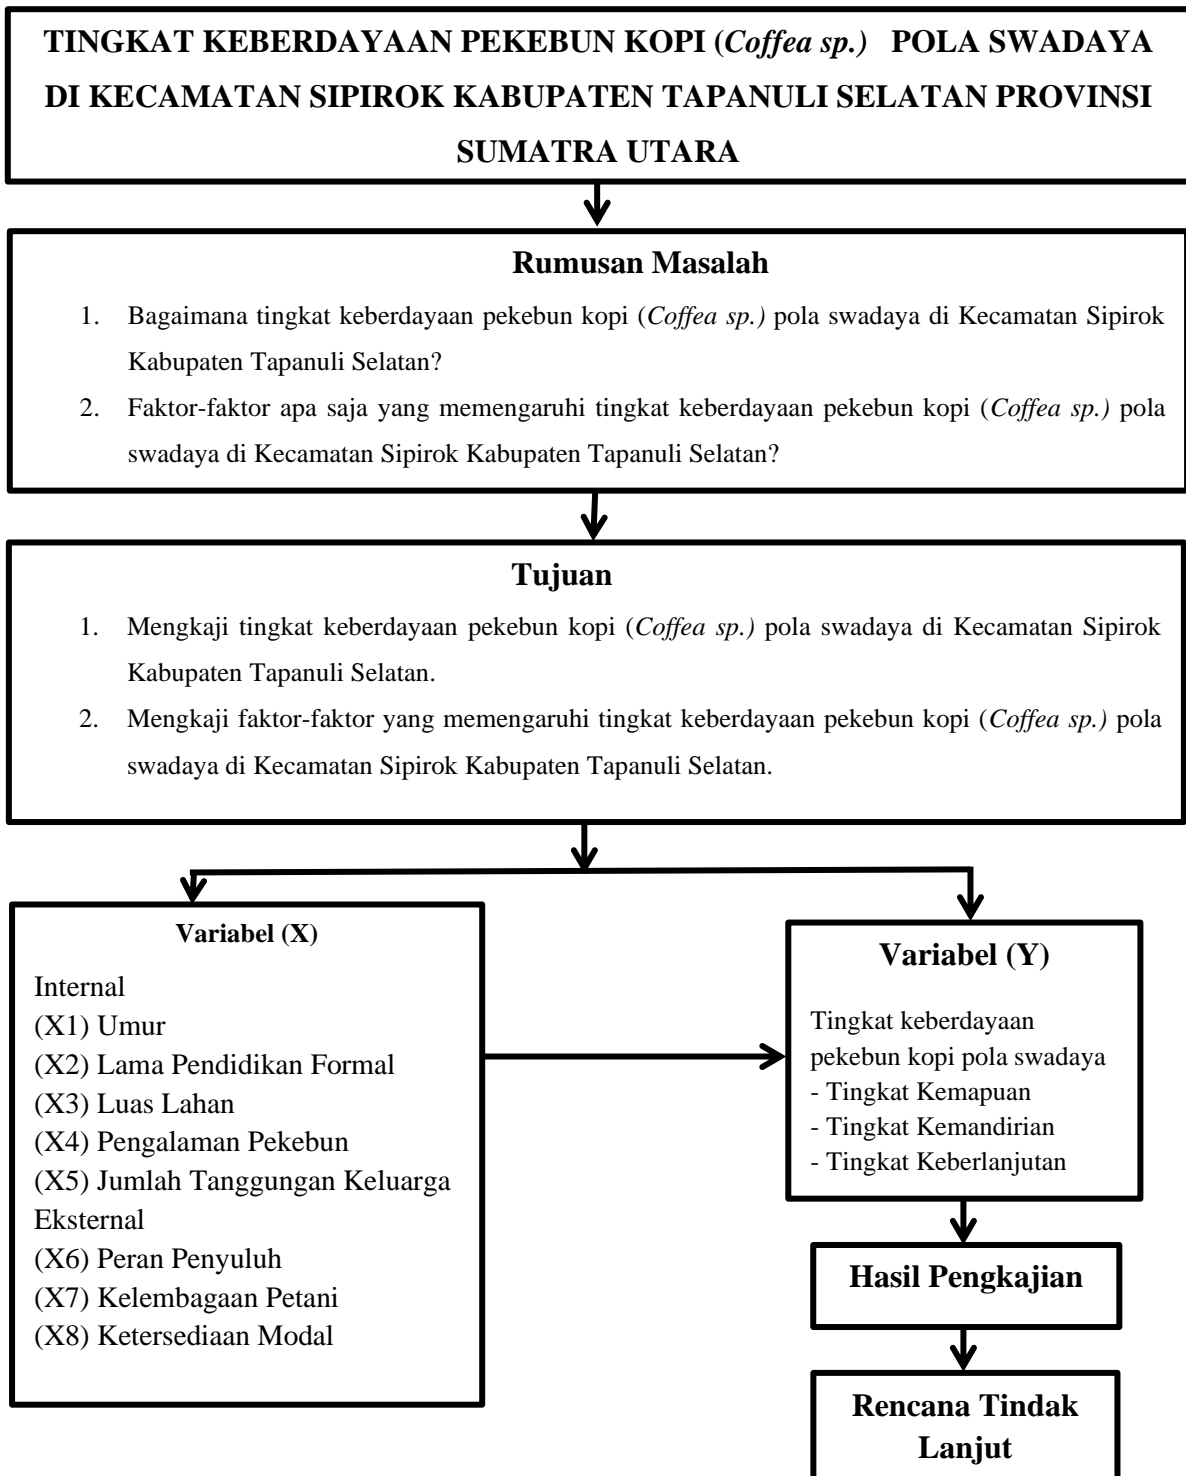 TINGKAT KEBERDAYAAN PEKEBUN KOPI (Coffea sp.) POLA SWADAYA
DI KECAMATAN SIPIROK KABUPATEN TAPANULI SELATAN PROVINSI
SUMATRA UTARA
Rumusan Masalah
1. Bagaimana tingkat keberdayaan pekebun kopi (Coffea sp.) pola swadaya di Kecamatan Sipirok
Kabupaten Tapanuli Selatan?
2. Faktor-faktor apa saja yang memengaruhi tingkat keberdayaan pekebun kopi (Coffea sp.) pola
swadaya di Kecamatan Sipirok Kabupaten Tapanuli Selatan?
Tujuan
1. Mengkaji tingkat keberdayaan pekebun kopi (Coffea sp.) pola swadaya di Kecamatan Sipirok
Kabupaten Tapanuli Selatan.
2. Mengkaji faktor-faktor yang memengaruhi tingkat keberdayaan pekebun kopi (Coffea sp.) pola
swadaya di Kecamatan Sipirok Kabupaten Tapanuli Selatan.
Variabel (X)
Internal
(X1) Umur
(X2) Lama Pendidikan Formal
(X3) Luas Lahan
(X4) Pengalaman Pekebun
(X5) Jumlah Tanggungan Keluarga
Eksternal
(X6) Peran Penyuluh
(X7) Kelembagaan Petani
(X8) Ketersediaan Modal
Variabel (Y)
Tingkat keberdayaan
pekebun kopi pola swadaya
- Tingkat Kemapuan
- Tingkat Kemandirian
- Tingkat Keberlanjutan
Hasil Pengkajian
Rencana Tindak
Lanjut